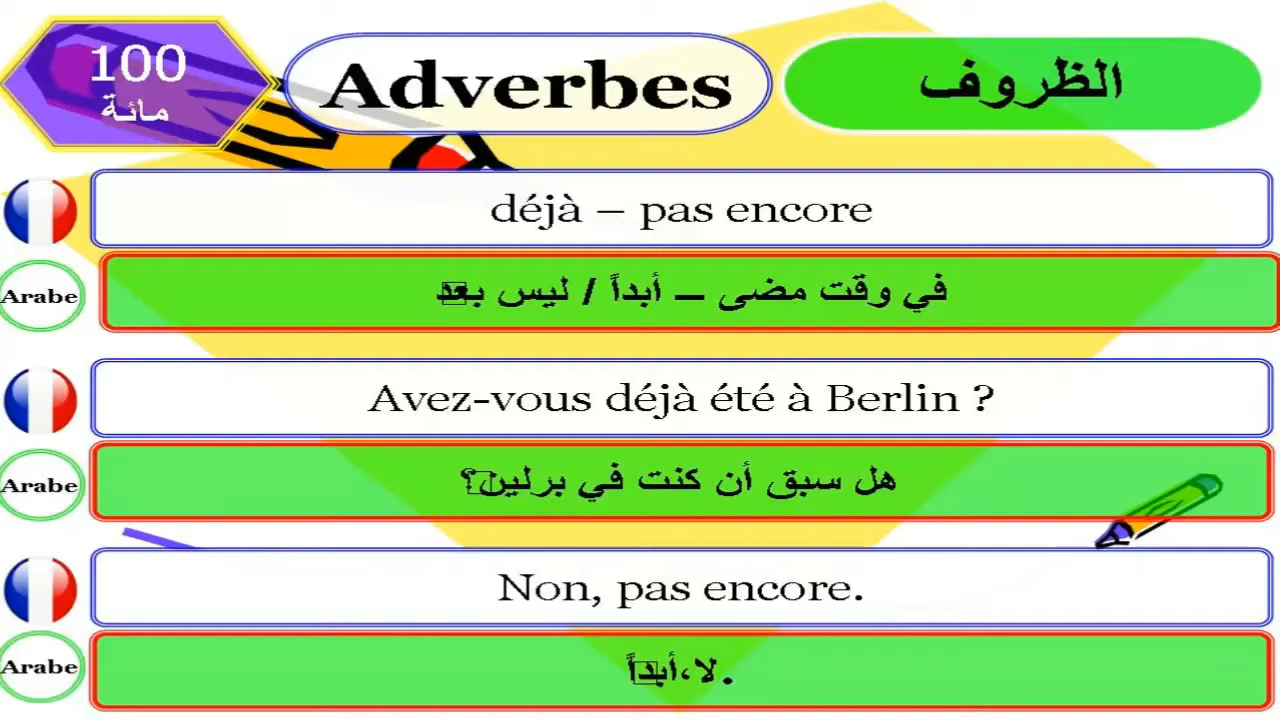 100
مائة
Adverbes
الظروف
déjà – pas encore
Arabe
في وقت مضى – أبداً / ليس بعد
Avez-vous déjà été à Berlin ?
Arabe
هل سبق أن كنت في برلين؟
Non, pas encore.
Arabe
لا،أبداً.